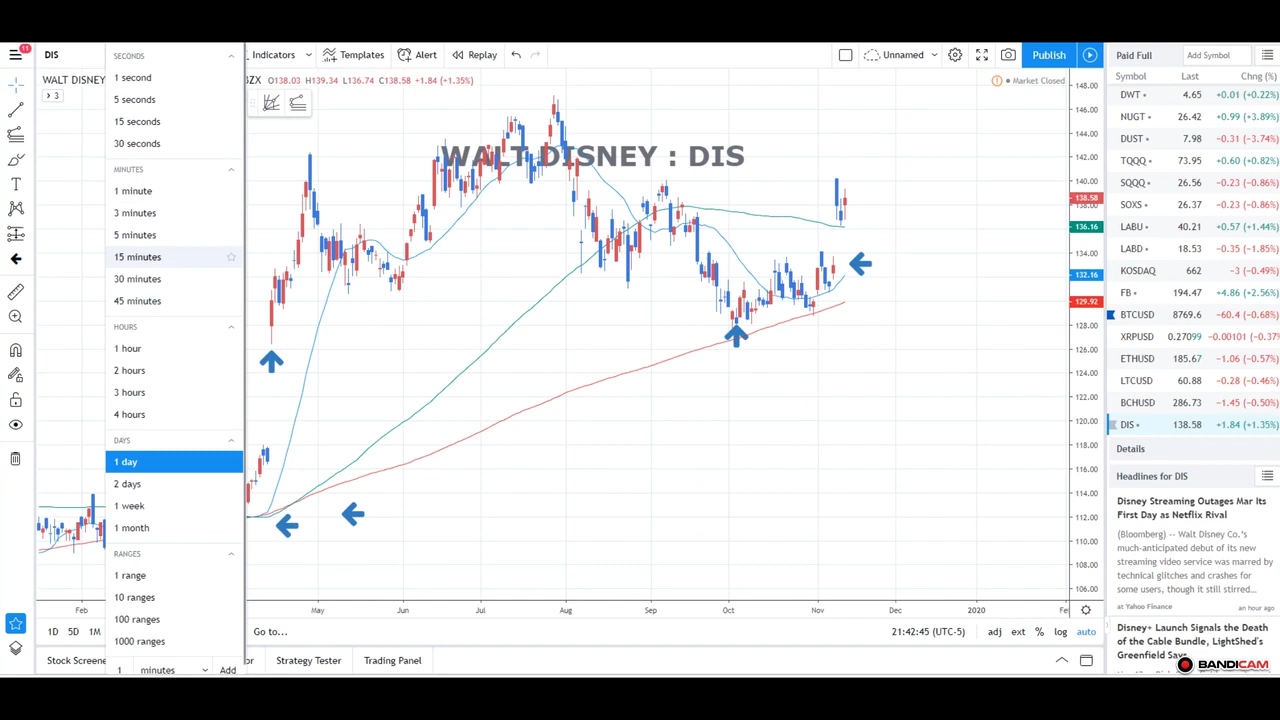 11
DIS
Indicators
Templates
Alert
Replay
Unnamed
Publish
WALT DISNEY
ZX O138.03 H139.34 L136.74 C138.58 +1.84 (+1.35%)
Market Closed
3
WALT DISNEY : DIS
SECONDS
1 second
5 seconds
15 seconds
30 seconds
MINUTES
1 minute
3 minutes
5 minutes
15 minutes
30 minutes
45 minutes
HOURS
1 hour
2 hours
3 hours
4 hours
DAYS
1 day
2 days
1 week
1 month
RANGES
1 range
10 ranges
100 ranges
1000 ranges
1 minutes Add
148.00
146.00
144.00
142.00
140.00
138.58
138.00
136.16
134.00
132.16
129.92
128.00
126.00
124.00
122.00
120.00
118.00
116.00
114.00
112.00
110.00
108.00
106.00
Feb May Jun Jul Aug Sep Oct Nov Dec 2020
1D 5D 1M
Go to...
21:42:45 (UTC-5)
adj ext % log auto
Stock Screene
or
Strategy Tester
Trading Panel
Paid Full
Add Symbol
Symbol Last Chng (%)
DWT 4.65 +0.01 (+0.22%)
NUGT 26.42 +0.99 (+3.89%)
DUST 7.98 −0.31 (−3.74%)
TQQQ 73.95 +0.60 (+0.82%)
SQQQ 26.56 −0.23 (−0.86%)
SOXS 26.37 −0.23 (−0.86%)
LABU 40.21 +0.57 (+1.44%)
LABD 18.53 −0.35 (−1.85%)
KOSDAQ 662 −3 (−0.49%)
FB 194.47 +4.86 (+2.56%)
BTCUSD 8769.6 −60.4 (−0.68%)
XRPUSD 0.27099 −0.00101 (−0.37%
ETHUSD 185.67 −1.06 (−0.57%)
LTCUSD 60.88 −0.28 (−0.46%)
BCHUSD 286.73 −1.45 (−0.50%)
DIS 138.58 +1.84 (+1.35%)
Details
Headlines for DIS
Disney Streaming Outages Mar Its
First Day as Netflix Rival
(Bloomberg) -- Walt Disney Co.'s
much-anticipated debut of its new
streaming video service was marred by
technical glitches and crashes for
some users, though it still stirred...
at Yahoo Finance an hour ago
Disney+ Launch Signals the Death
of the Cable Bundle, LightShed's
Greenfield Says
BANDICAM